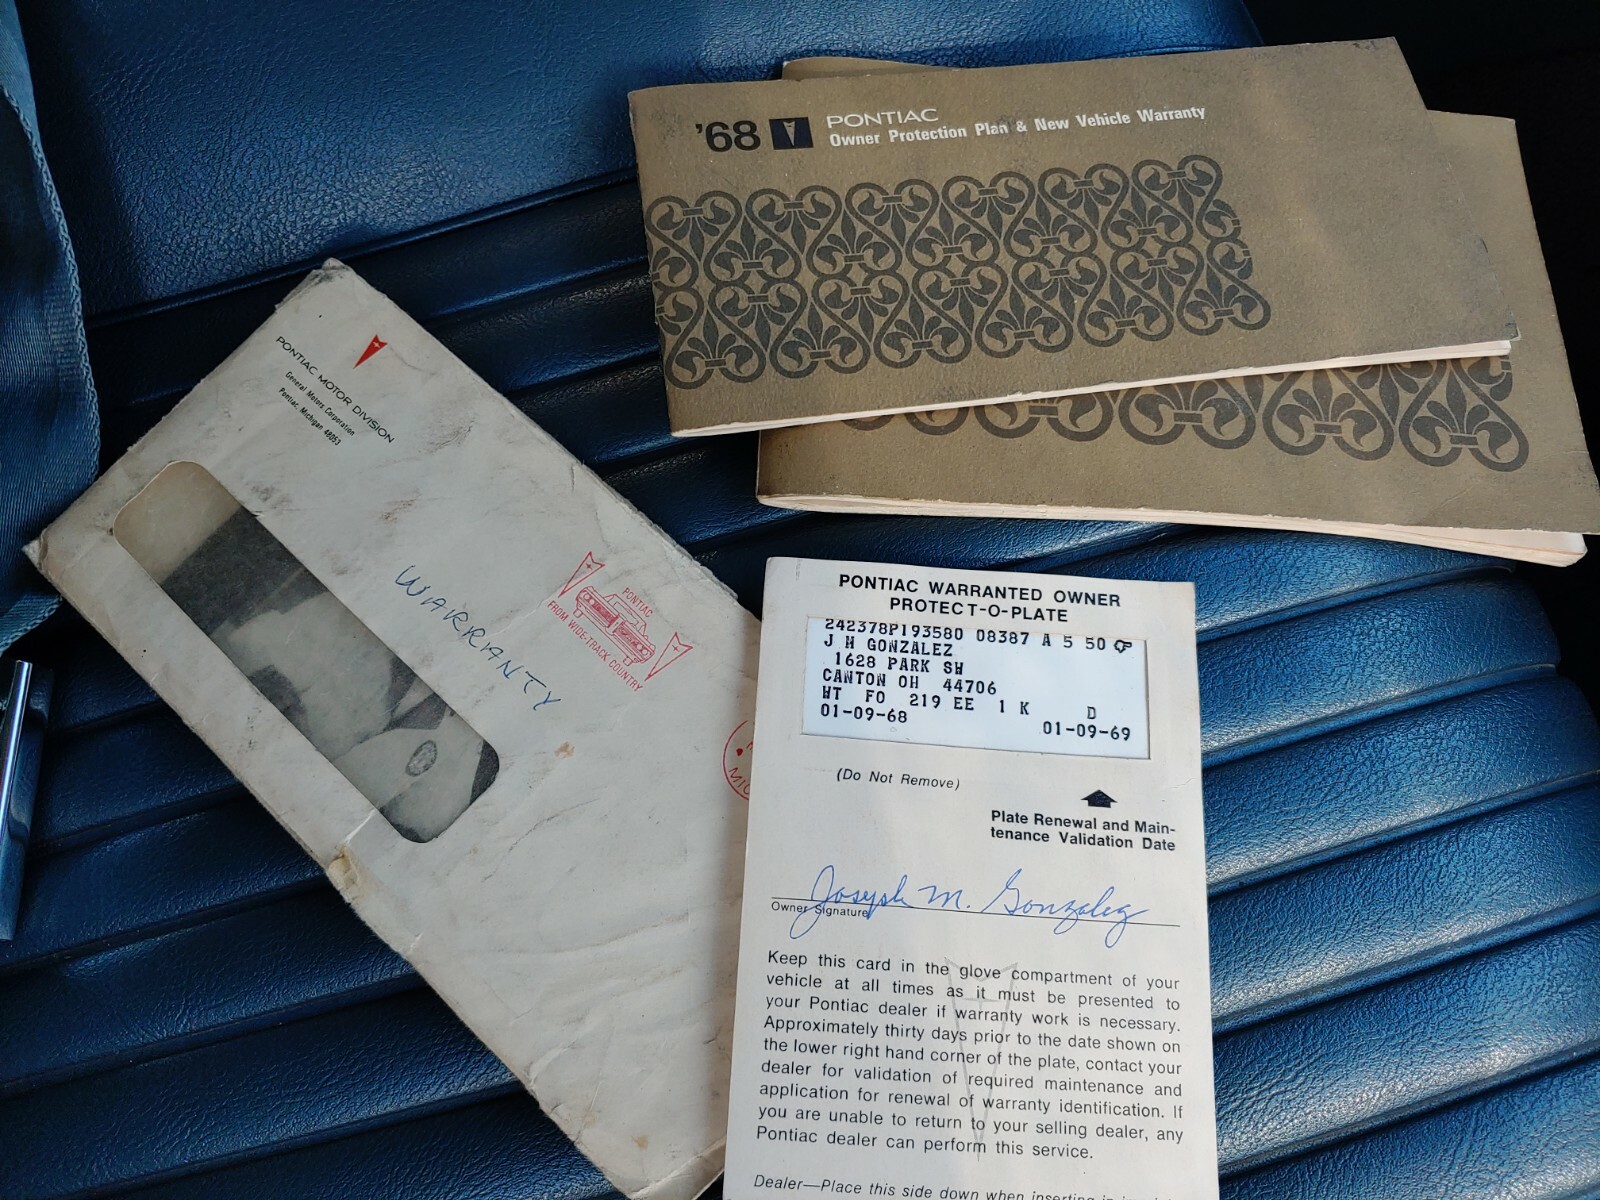 '68 PONTIAC
Owner Protection Plan & New Vehicle Warranty
PONTIAC MOTOR DIVISION
General Motors Corporation
Pontiac, Michigan 48053
WARRANTY
PONTIAC
FROM WIDE-TRACK COUNTRY
PONTIAC WARRANTED OWNER
PROTECT-O-PLATE
242378P193580 08387 A 5 50
J H GONZALEZ
1628 PARK SW
CANTON OH 44706
WT FO 219 EE 1 K D
01-09-68 01-09-69
(Do Not Remove)
Plate Renewal and Main-
tenance Validation Date
Joseph M. Gonzalez
Owner Signature
Keep this card in the glove compartment of your
vehicle at all times as it must be presented to
your Pontiac dealer if warranty work is necessary.
Approximately thirty days prior to the date shown on
the lower right hand corner of the plate, contact your
dealer for validation of required maintenance and
application for renewal of warranty identification. If
you are unable to return to your selling dealer, any
Pontiac dealer can perform this service.
Dealer—Place this side down when inserting in